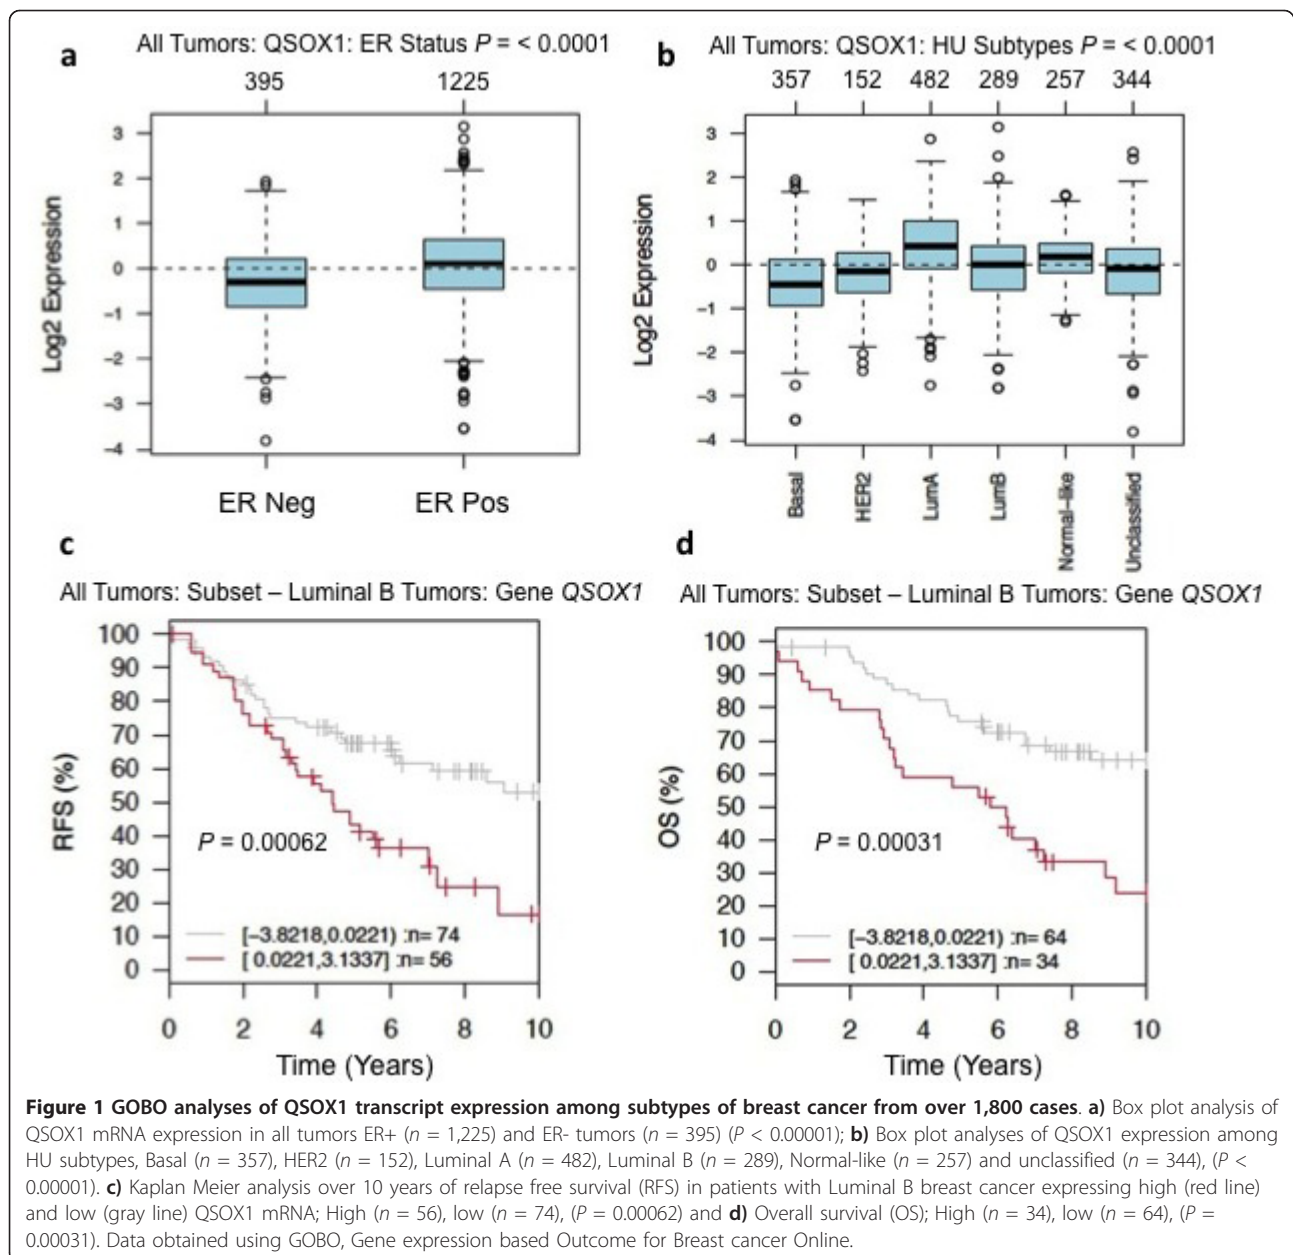 a
All Tumors: QSOX1: ER Status P = < 0.0001
395 1225
3
2
1
0
−1
−2
−3
−4
Log2 Expression
ER Neg ER Pos
b
All Tumors: QSOX1: HU Subtypes P = < 0.0001
357 152 482 289 257 344
3
2
1
0
−1
−2
−3
−4
Log2 Expression
Basal
HER2
LumA
LumB
Normal−like
Unclassified
c
All Tumors: Subset – Luminal B Tumors: Gene QSOX1
100
90
80
70
60
50
40
30
20
10
0
RFS (%)
P = 0.00062
[−3.8218,0.0221) :n= 74
[ 0.0221,3.1337] :n= 56
0 2 4 6 8 10
Time (Years)
d
All Tumors: Subset – Luminal B Tumors: Gene QSOX1
100
90
80
70
60
50
40
30
20
10
0
OS (%)
P = 0.00031
[−3.8218,0.0221) :n= 64
[ 0.0221,3.1337] :n= 34
0 2 4 6 8 10
Time (Years)
Figure 1 GOBO analyses of QSOX1 transcript expression among subtypes of breast cancer from over 1,800 cases. a) Box plot analysis of
QSOX1 mRNA expression in all tumors ER+ (n = 1,225) and ER- tumors (n = 395) (P < 0.00001); b) Box plot analyses of QSOX1 expression among
HU subtypes, Basal (n = 357), HER2 (n = 152), Luminal A (n = 482), Luminal B (n = 289), Normal-like (n = 257) and unclassified (n = 344), (P <
0.00001). c) Kaplan Meier analysis over 10 years of relapse free survival (RFS) in patients with Luminal B breast cancer expressing high (red line)
and low (gray line) QSOX1 mRNA; High (n = 56), low (n = 74), (P = 0.00062) and d) Overall survival (OS); High (n = 34), low (n = 64), (P =
0.00031). Data obtained using GOBO, Gene expression based Outcome for Breast cancer Online.